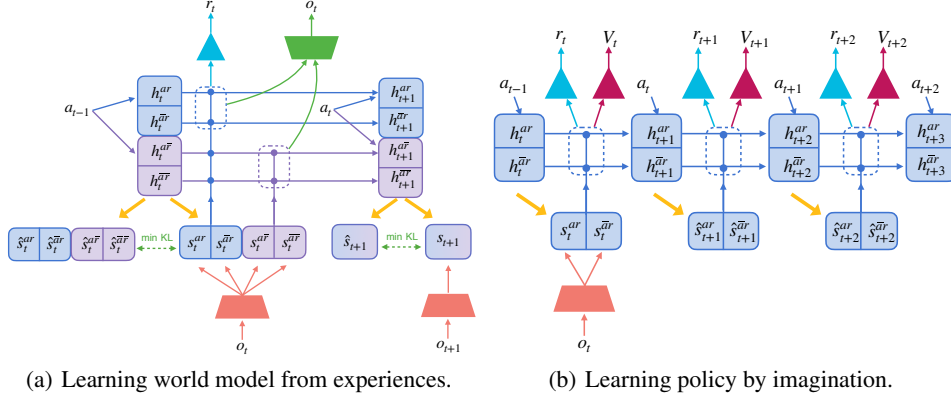 r_t o_t
a_{t-1} h_t^{ar} a_t h_{t+1}^{ar}
h_t^{\bar{a}r} h_{t+1}^{\bar{a}r}
h_t^{a\bar{r}} h_{t+1}^{a\bar{r}}
h_t^{\bar{a}\bar{r}} h_{t+1}^{\bar{a}\bar{r}}
ŝ_t^{ar} ŝ_t^{\bar{a}r} ŝ_t^{a\bar{r}} ŝ_t^{\bar{a}\bar{r}} min KL s_t^{ar} s_t^{\bar{a}r} s_t^{a\bar{r}} s_t^{\bar{a}\bar{r}} ŝ_{t+1} min KL s_{t+1}
o_t o_{t+1}
(a) Learning world model from experiences.
r_t V_t r_{t+1} V_{t+1} r_{t+2} V_{t+2}
a_{t-1} a_t a_{t+1} a_{t+2}
h_t^{ar} h_{t+1}^{ar} h_{t+2}^{ar} h_{t+3}^{ar}
h_t^{\bar{a}r} h_{t+1}^{\bar{a}r} h_{t+2}^{\bar{a}r} h_{t+3}^{\bar{a}r}
s_t^{ar} s_t^{\bar{a}r} ŝ_{t+1}^{ar} ŝ_{t+1}^{\bar{a}r} ŝ_{t+2}^{ar} ŝ_{t+2}^{\bar{a}r}
o_t
(b) Learning policy by imagination.